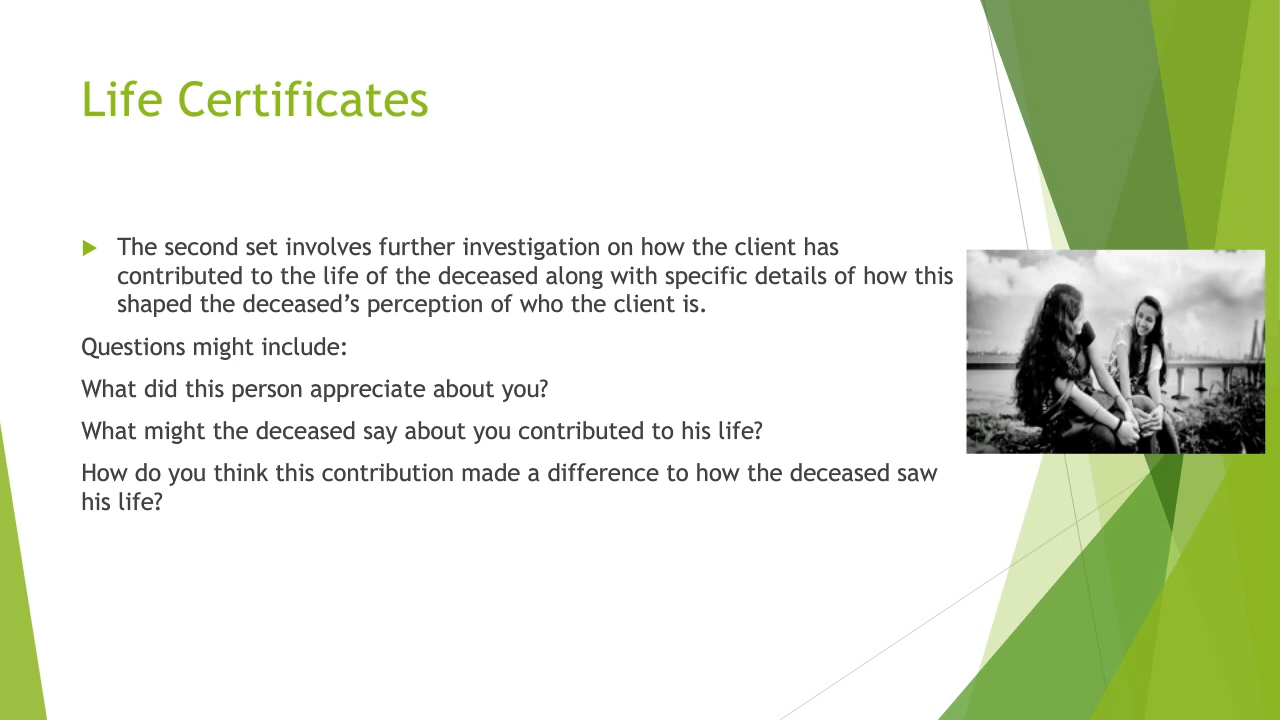 Life Certificates
The second set involves further investigation on how the client has
contributed to the life of the deceased along with specific details of how this
shaped the deceased’s perception of who the client is.
Questions might include:
What did this person appreciate about you?
What might the deceased say about you contributed to his life?
How do you think this contribution made a difference to how the deceased saw
his life?